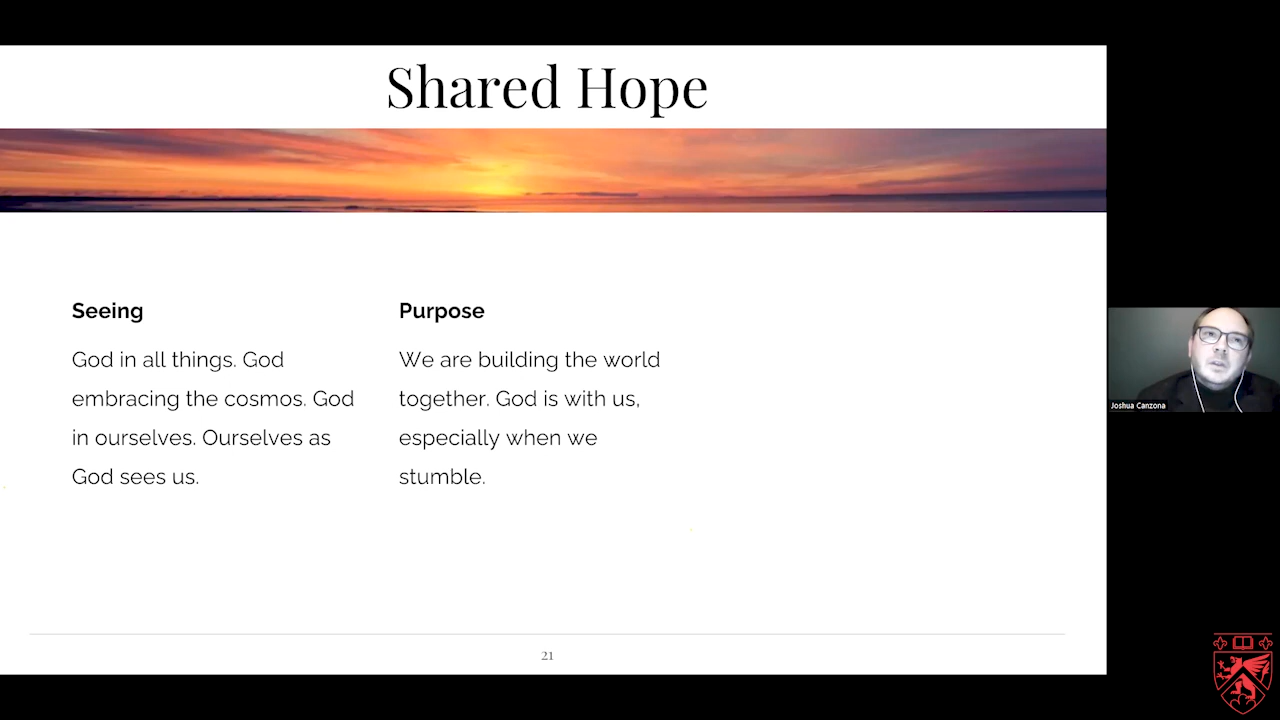 Shared Hope
Seeing
God in all things. God
embracing the cosmos. God
in ourselves. Ourselves as
God sees us.
Purpose
We are building the world
together. God is with us,
especially when we
stumble.
21
Joshua Canzona